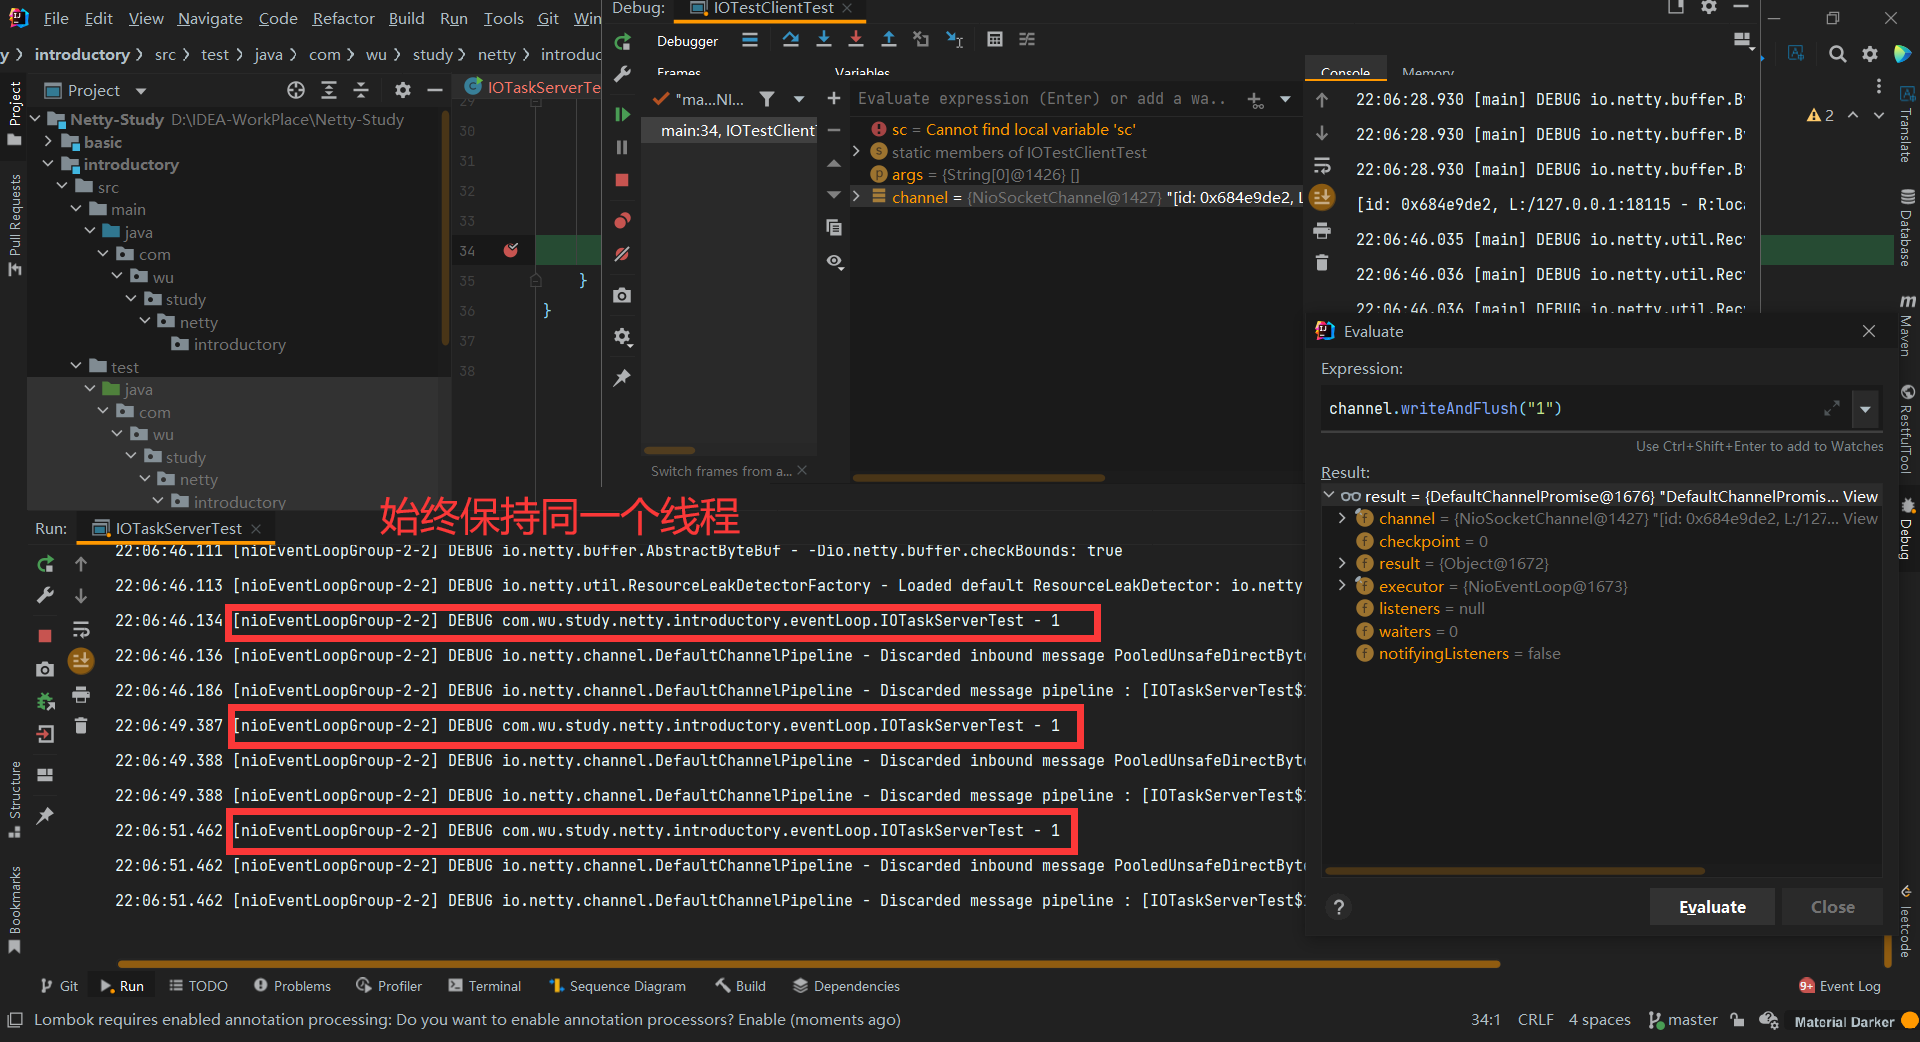 File Edit View Navigate Code Refactor Build Run Tools Git Win
y introductory src test java com wu study netty introduc
Project
Netty-Study D:\IDEA-WorkPlace\Netty-Study
basic
introductory
src
main
java
com
wu
study
netty
introductory
test
java
com
wu
study
netty
introductory
Project
Pull Requests
Structure
Bookmarks
IOTaskServerTe
29
30
31
32
33
34
35 }
36 }
37
38
Debug: IOTestClientTest
Debugger
Frames
Variables
"ma...NI...
main:34, IOTestClientT
Switch frames from a...
Evaluate expression (Enter) or add a wa..
sc = Cannot find local variable 'sc'
static members of IOTestClientTest
args = {String[0]@1426} []
channel = {NioSocketChannel@1427} "[id: 0x684e9de2, L
Console Memory
22:06:28.930 [main] DEBUG io.netty.buffer.By
22:06:28.930 [main] DEBUG io.netty.buffer.By
22:06:28.930 [main] DEBUG io.netty.buffer.By
[id: 0x684e9de2, L:/127.0.0.1:18115 - R:loca
22:06:46.035 [main] DEBUG io.netty.util.Recy
22:06:46.036 [main] DEBUG io.netty.util.Recy
22:06:46.036 [main] DEBUG io.netty.util.Recy
2
Translate
Database
Maven
RestfulTool
Debug
leetcode
Evaluate
Expression:
channel.writeAndFlush("1")
Use Ctrl+Shift+Enter to add to Watches
Result:
result = {DefaultChannelPromise@1676} "DefaultChannelPromis... View
channel = {NioSocketChannel@1427} "[id: 0x684e9de2, L:/127... View
checkpoint = 0
result = {Object@1672}
executor = {NioEventLoop@1673}
listeners = null
waiters = 0
notifyingListeners = false
Evaluate Close
始终保持同一个线程
Run: IOTaskServerTest
22:06:46.111 [nioEventLoopGroup-2-2] DEBUG io.netty.buffer.AbstractByteBuf - -Dio.netty.buffer.checkBounds: true
22:06:46.113 [nioEventLoopGroup-2-2] DEBUG io.netty.util.ResourceLeakDetectorFactory - Loaded default ResourceLeakDetector: io.netty
22:06:46.134 [nioEventLoopGroup-2-2] DEBUG com.wu.study.netty.introductory.eventLoop.IOTaskServerTest - 1
22:06:46.136 [nioEventLoopGroup-2-2] DEBUG io.netty.channel.DefaultChannelPipeline - Discarded inbound message PooledUnsafeDirectByte
22:06:46.186 [nioEventLoopGroup-2-2] DEBUG io.netty.channel.DefaultChannelPipeline - Discarded message pipeline : [IOTaskServerTest$1
22:06:49.387 [nioEventLoopGroup-2-2] DEBUG com.wu.study.netty.introductory.eventLoop.IOTaskServerTest - 1
22:06:49.388 [nioEventLoopGroup-2-2] DEBUG io.netty.channel.DefaultChannelPipeline - Discarded inbound message PooledUnsafeDirectByte
22:06:49.388 [nioEventLoopGroup-2-2] DEBUG io.netty.channel.DefaultChannelPipeline - Discarded message pipeline : [IOTaskServerTest$1
22:06:51.462 [nioEventLoopGroup-2-2] DEBUG com.wu.study.netty.introductory.eventLoop.IOTaskServerTest - 1
22:06:51.462 [nioEventLoopGroup-2-2] DEBUG io.netty.channel.DefaultChannelPipeline - Discarded inbound message PooledUnsafeDirectByte
22:06:51.462 [nioEventLoopGroup-2-2] DEBUG io.netty.channel.DefaultChannelPipeline - Discarded message pipeline : [IOTaskServerTest$1
Git Run TODO Problems Profiler Terminal Sequence Diagram Build Dependencies 9+ Event Log
Lombok requires enabled annotation processing: Do you want to enable annotation processors? Enable (moments ago) 34:1 CRLF 4 spaces master Material Darker